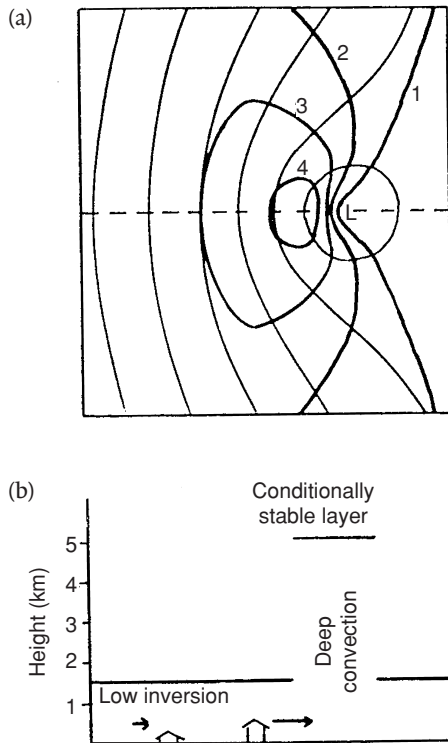 (a)
2
1
3
4
L
(b)
Conditionally
stable layer
5
4
3
2
1
Height (km)
Deep
convection
Low inversion